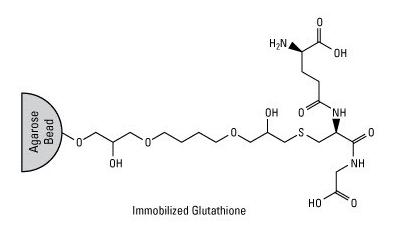 O
H₂N
OH
O
NH
Agarose
Bead
O
OH
O
O
OH
S
O
NH
HO
O
Immobilized Glutathione